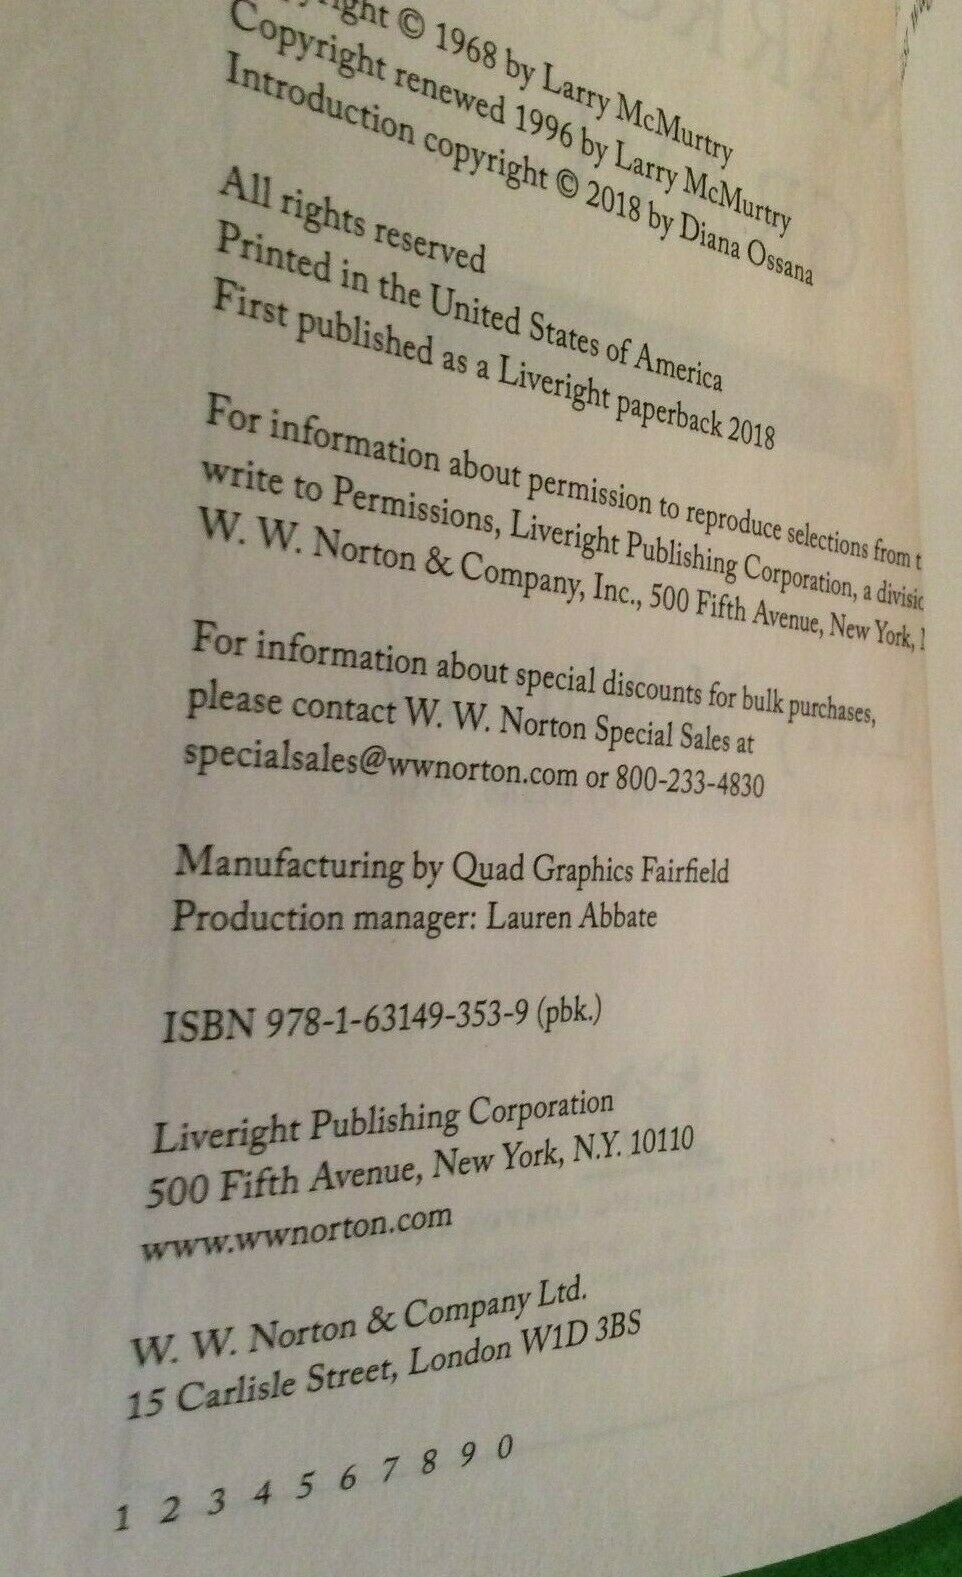 © 1968 by Larry McMurtry
Copyright renewed 1996 by Larry McMurtry
Introduction copyright © 2018 by Diana Ossana
All rights reserved
Printed in the United States of America
First published as a Liveright paperback 2018
For information about permission to reproduce selections from
write to Permissions, Liveright Publishing Corporation, a
W. W. Norton & Company, Inc., 500 Fifth Avenue, New York,
For information about special discounts for bulk purchases,
please contact W. W. Norton Special Sales at
specialsales@wwnorton.com or 800-233-4830
Manufacturing by Quad Graphics Fairfield
Production manager: Lauren Abbate
ISBN 978-1-63149-353-9 (pbk.)
Liveright Publishing Corporation
500 Fifth Avenue, New York, N.Y. 10110
www.wwnorton.com
W. W. Norton & Company Ltd.
15 Carlisle Street, London W1D 3BS
1 2 3 4 5 6 7 8 9 0